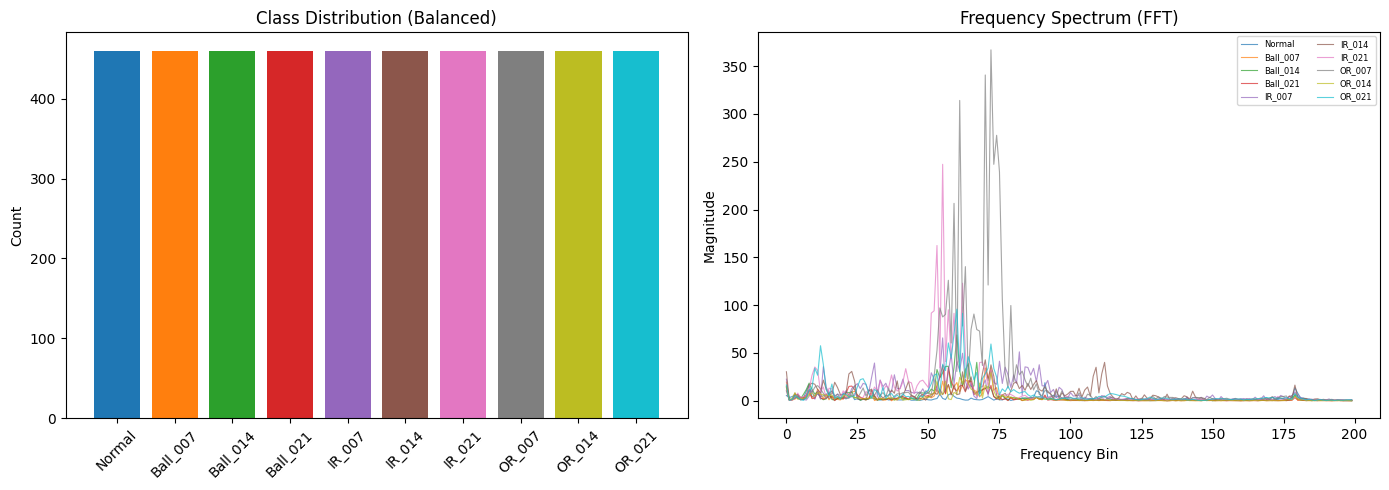 Class Distribution (Balanced)
Count
400
300
200
100
0
Normal
Ball_007
Ball_014
Ball_021
IR_007
IR_014
IR_021
OR_007
OR_014
OR_021
Frequency Spectrum (FFT)
Magnitude
350
300
250
200
150
100
50
0
0
25
50
75
100
125
150
175
200
Frequency Bin
Normal
Ball_007
Ball_014
Ball_021
IR_007
IR_014
IR_021
OR_007
OR_014
OR_021